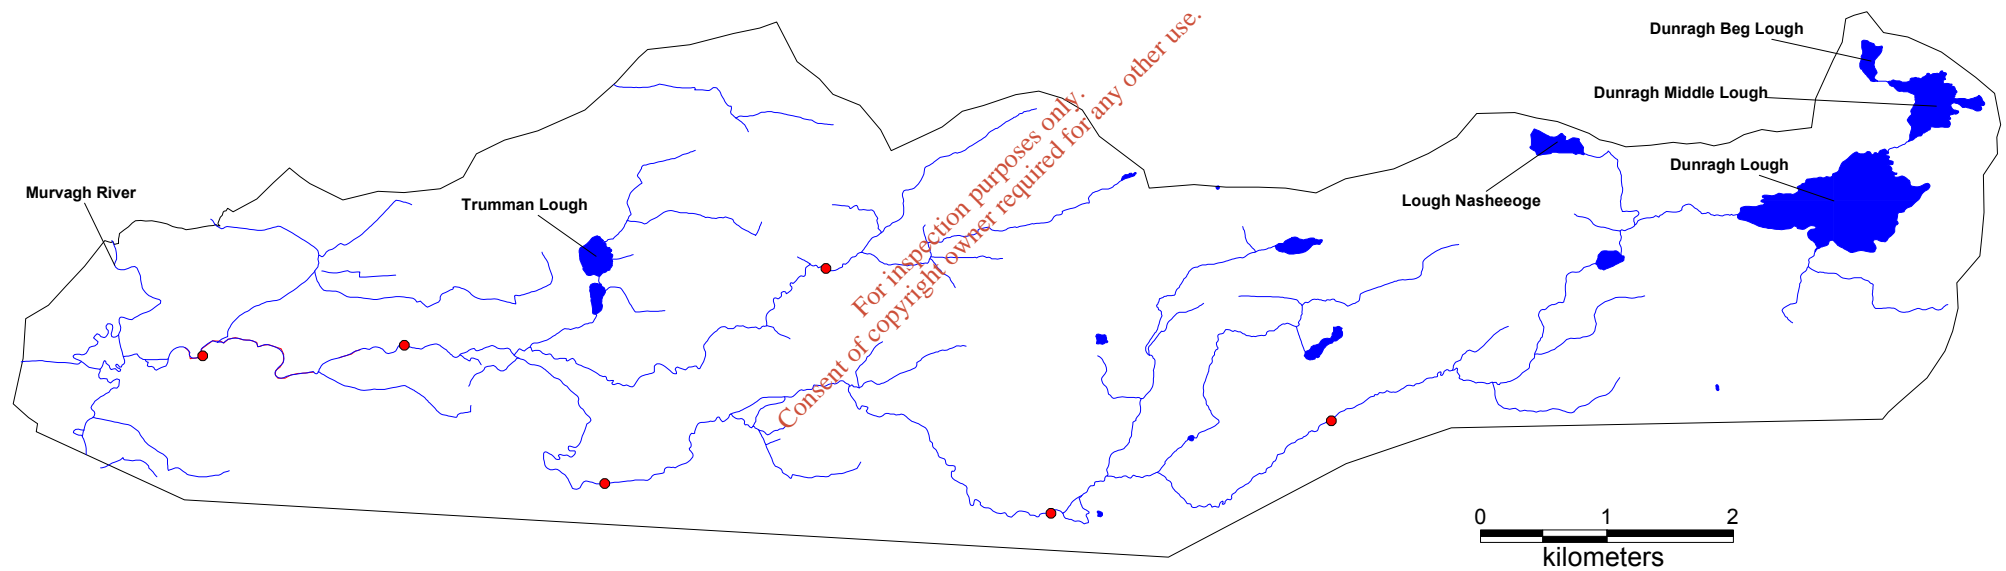 Dunragh Beg Lough
Dunragh Middle Lough
Dunragh Lough
Murvagh River
Trumman Lough
Lough Nasheeoge
For inspection purposes only.
Consent of copyright owner required for any other use.
0 1 2
kilometers